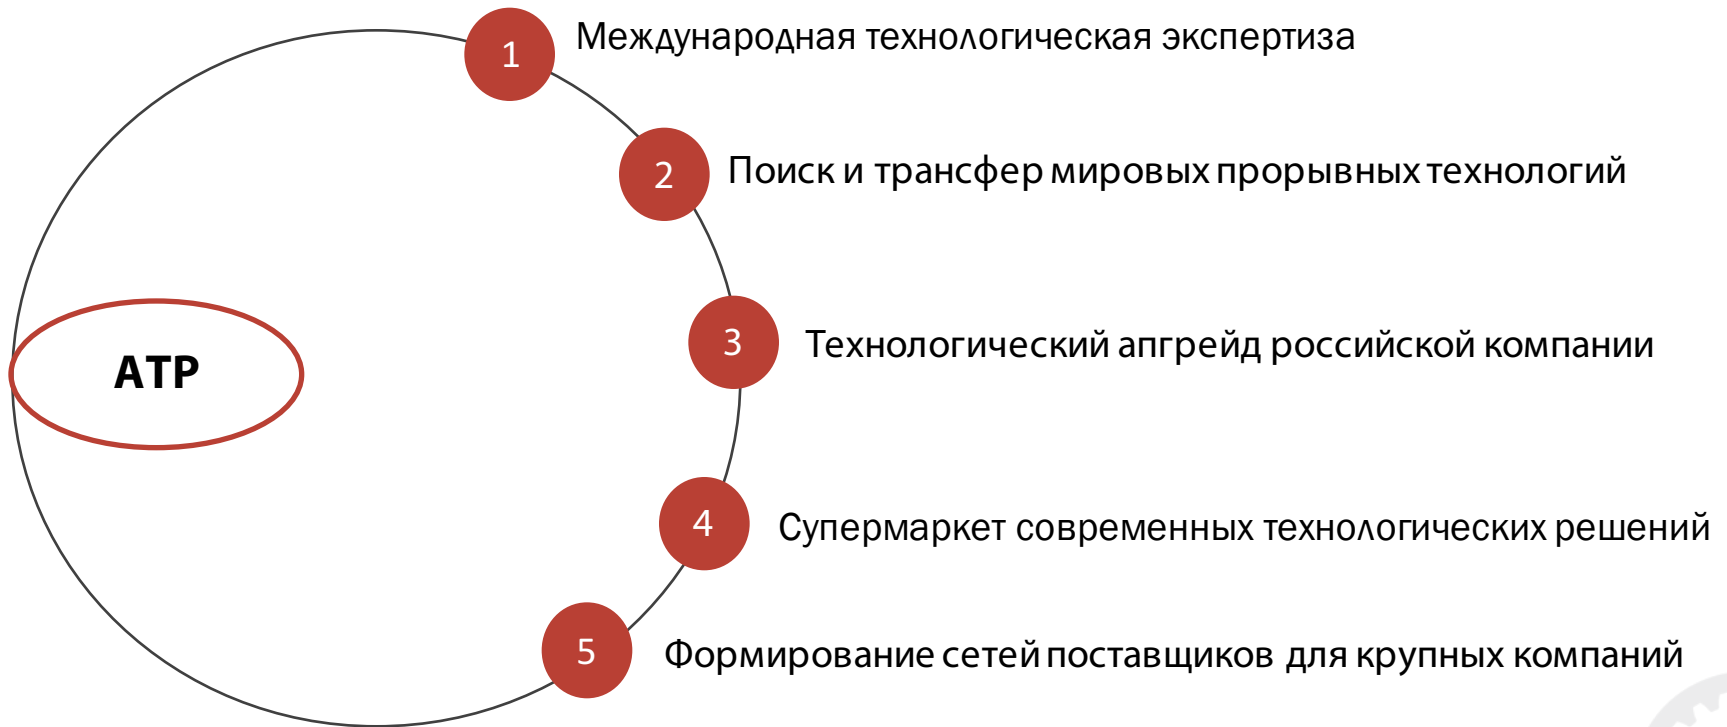 1 Международная технологическая экспертиза
2 Поиск и трансфер мировых прорывных технологий
АТР
3 Технологический апгрейд российской компании
4 Супермаркет современных технологических решений
5 Формирование сетей поставщиков для крупных компаний